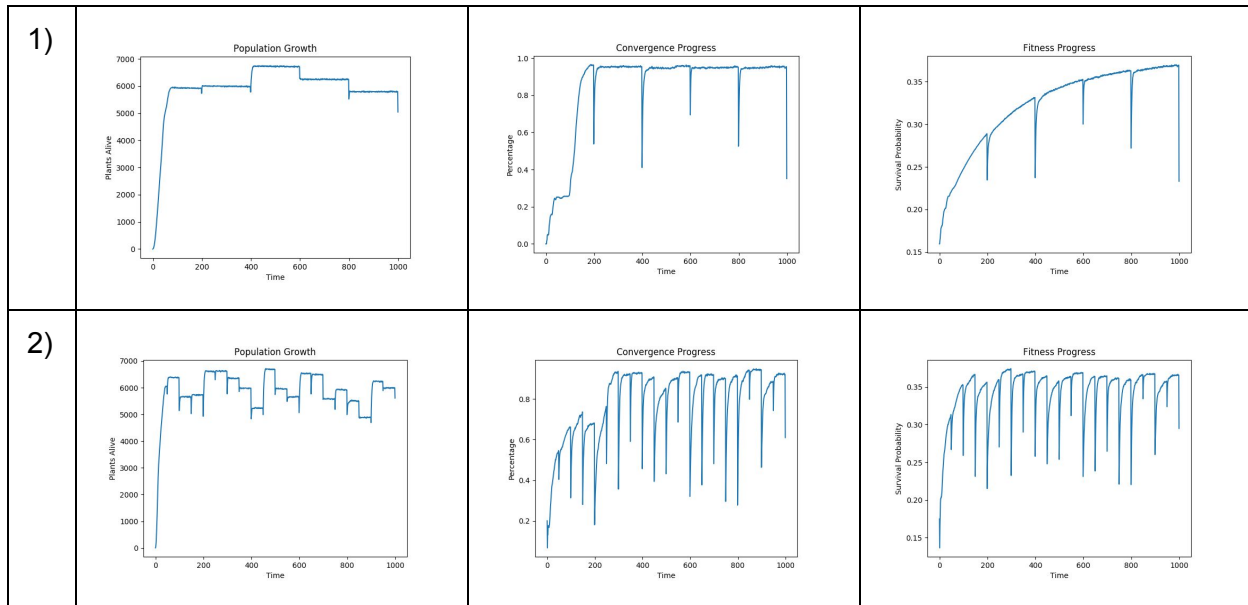 1)
Population Growth
Plants Alive
7000
6000
5000
4000
3000
2000
1000
0
0 200 400 600 800 1000
Time
Convergence Progress
Percentage
1.0
0.8
0.6
0.4
0.2
0.0
0 200 400 600 800 1000
Time
Fitness Progress
Survival Probability
0.35
0.30
0.25
0.20
0.15
0 200 400 600 800 1000
Time
2)
Population Growth
Plants Alive
7000
6000
5000
4000
3000
2000
1000
0
0 200 400 600 800 1000
Time
Convergence Progress
Percentage
0.8
0.6
0.4
0.2
0 200 400 600 800 1000
Time
Fitness Progress
Survival Probability
0.35
0.30
0.25
0.20
0.15
0 200 400 600 800 1000
Time